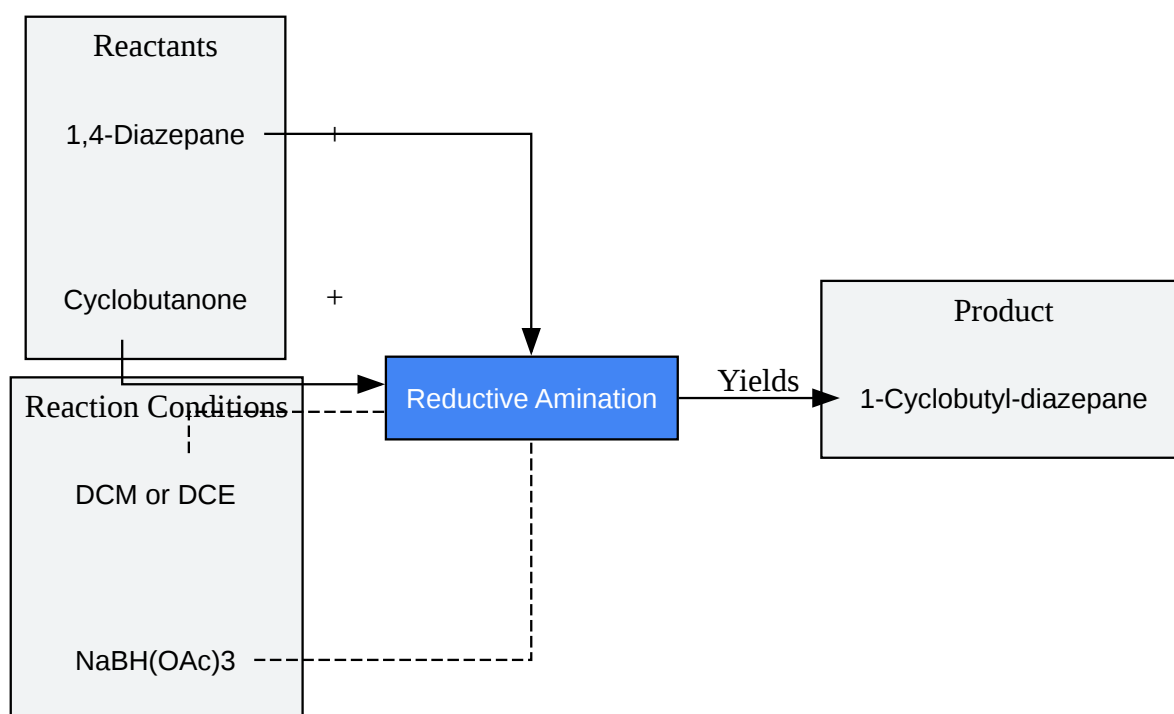 Reactants
1,4-Diazepane
+
Cyclobutanone
+
Reaction Conditions
DCM or DCE
NaBH(OAc)3
Reductive Amination
Yields
Product
1-Cyclobutyl-diazepane